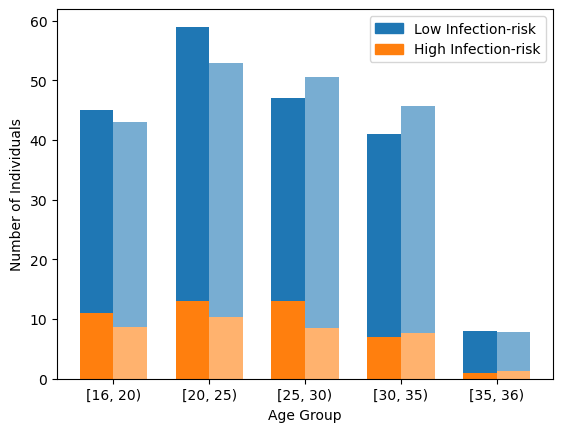 60
50
40
30
20
10
0
Number of Individuals
Low Infection-risk
High Infection-risk
[16, 20) [20, 25) [25, 30) [30, 35) [35, 36)
Age Group